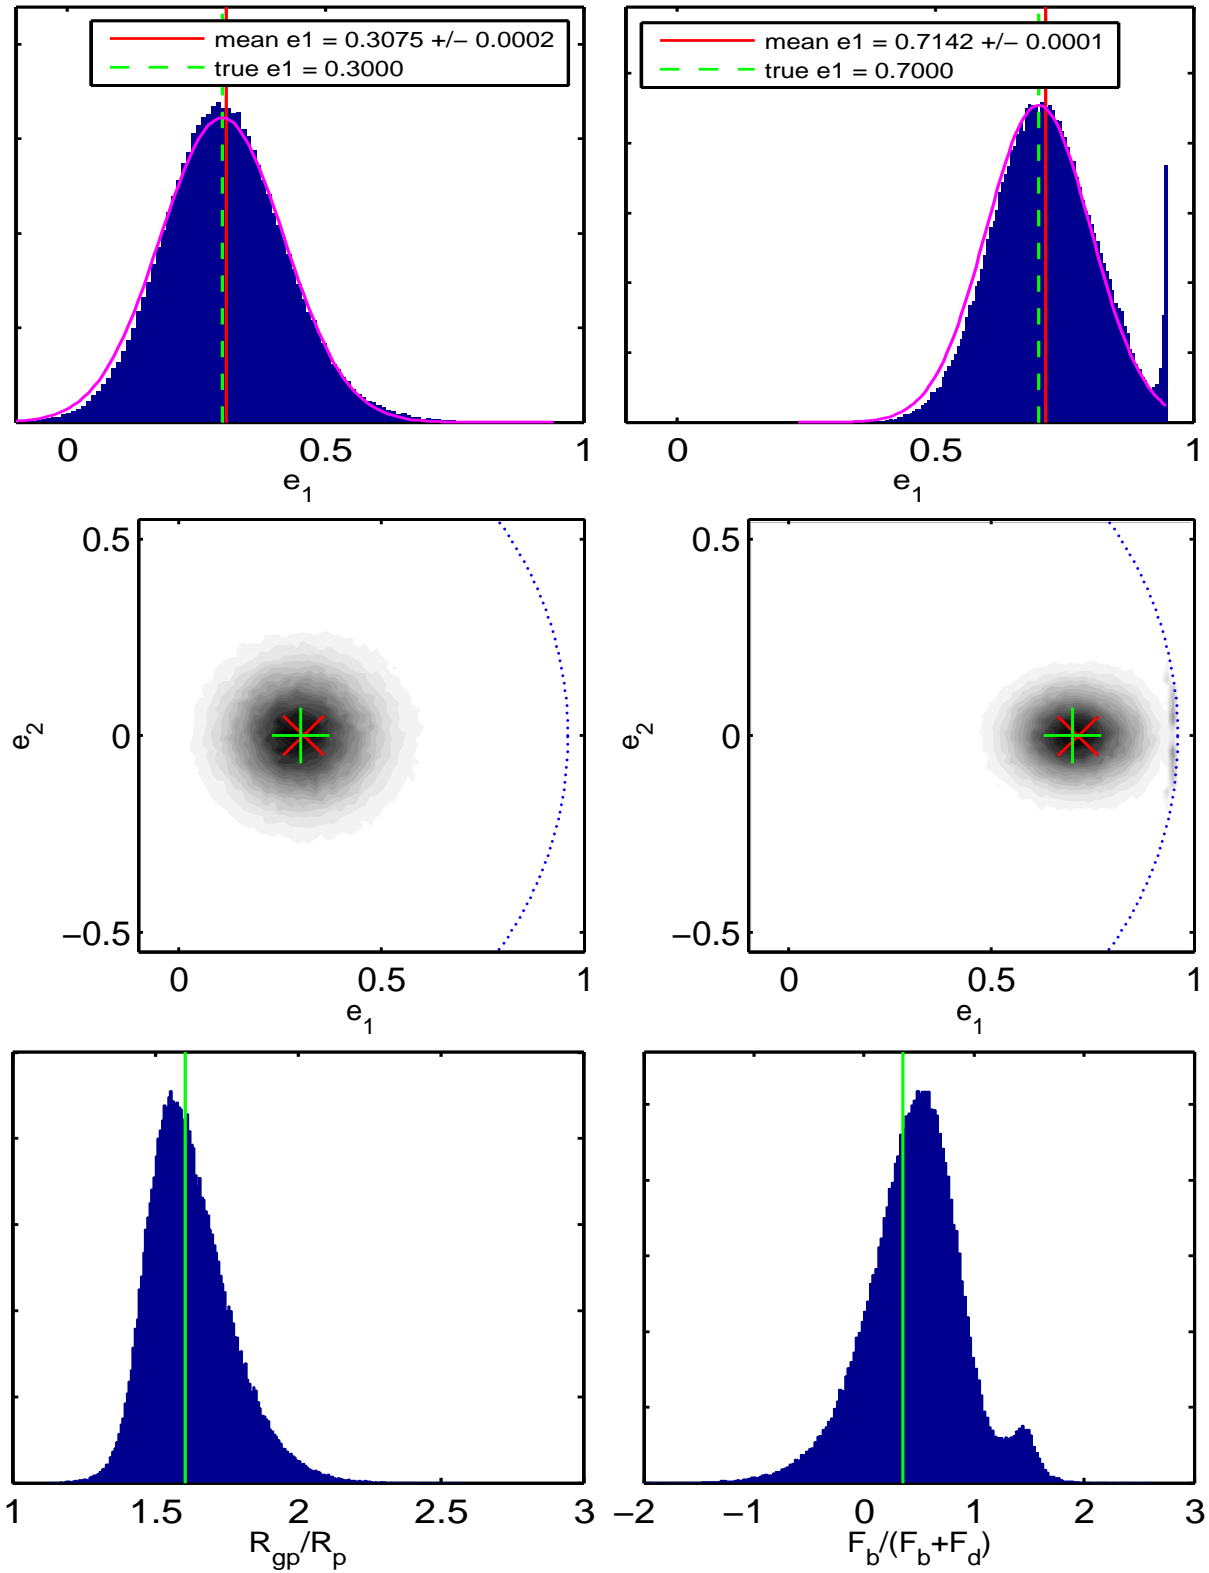 mean e1 = 0.3075 +/- 0.0002
true e1 = 0.3000
0 0.5 1
e1
mean e1 = 0.7142 +/- 0.0001
true e1 = 0.7000
0 0.5 1
e1
0.5
0
−0.5
e2
0 0.5 1
e1
0.5
0
−0.5
e2
0 0.5 1
e1
1 1.5 2 2.5 3
Rgp/Rp
−2 −1 0 1 2 3
Fb/(Fb+Fd)